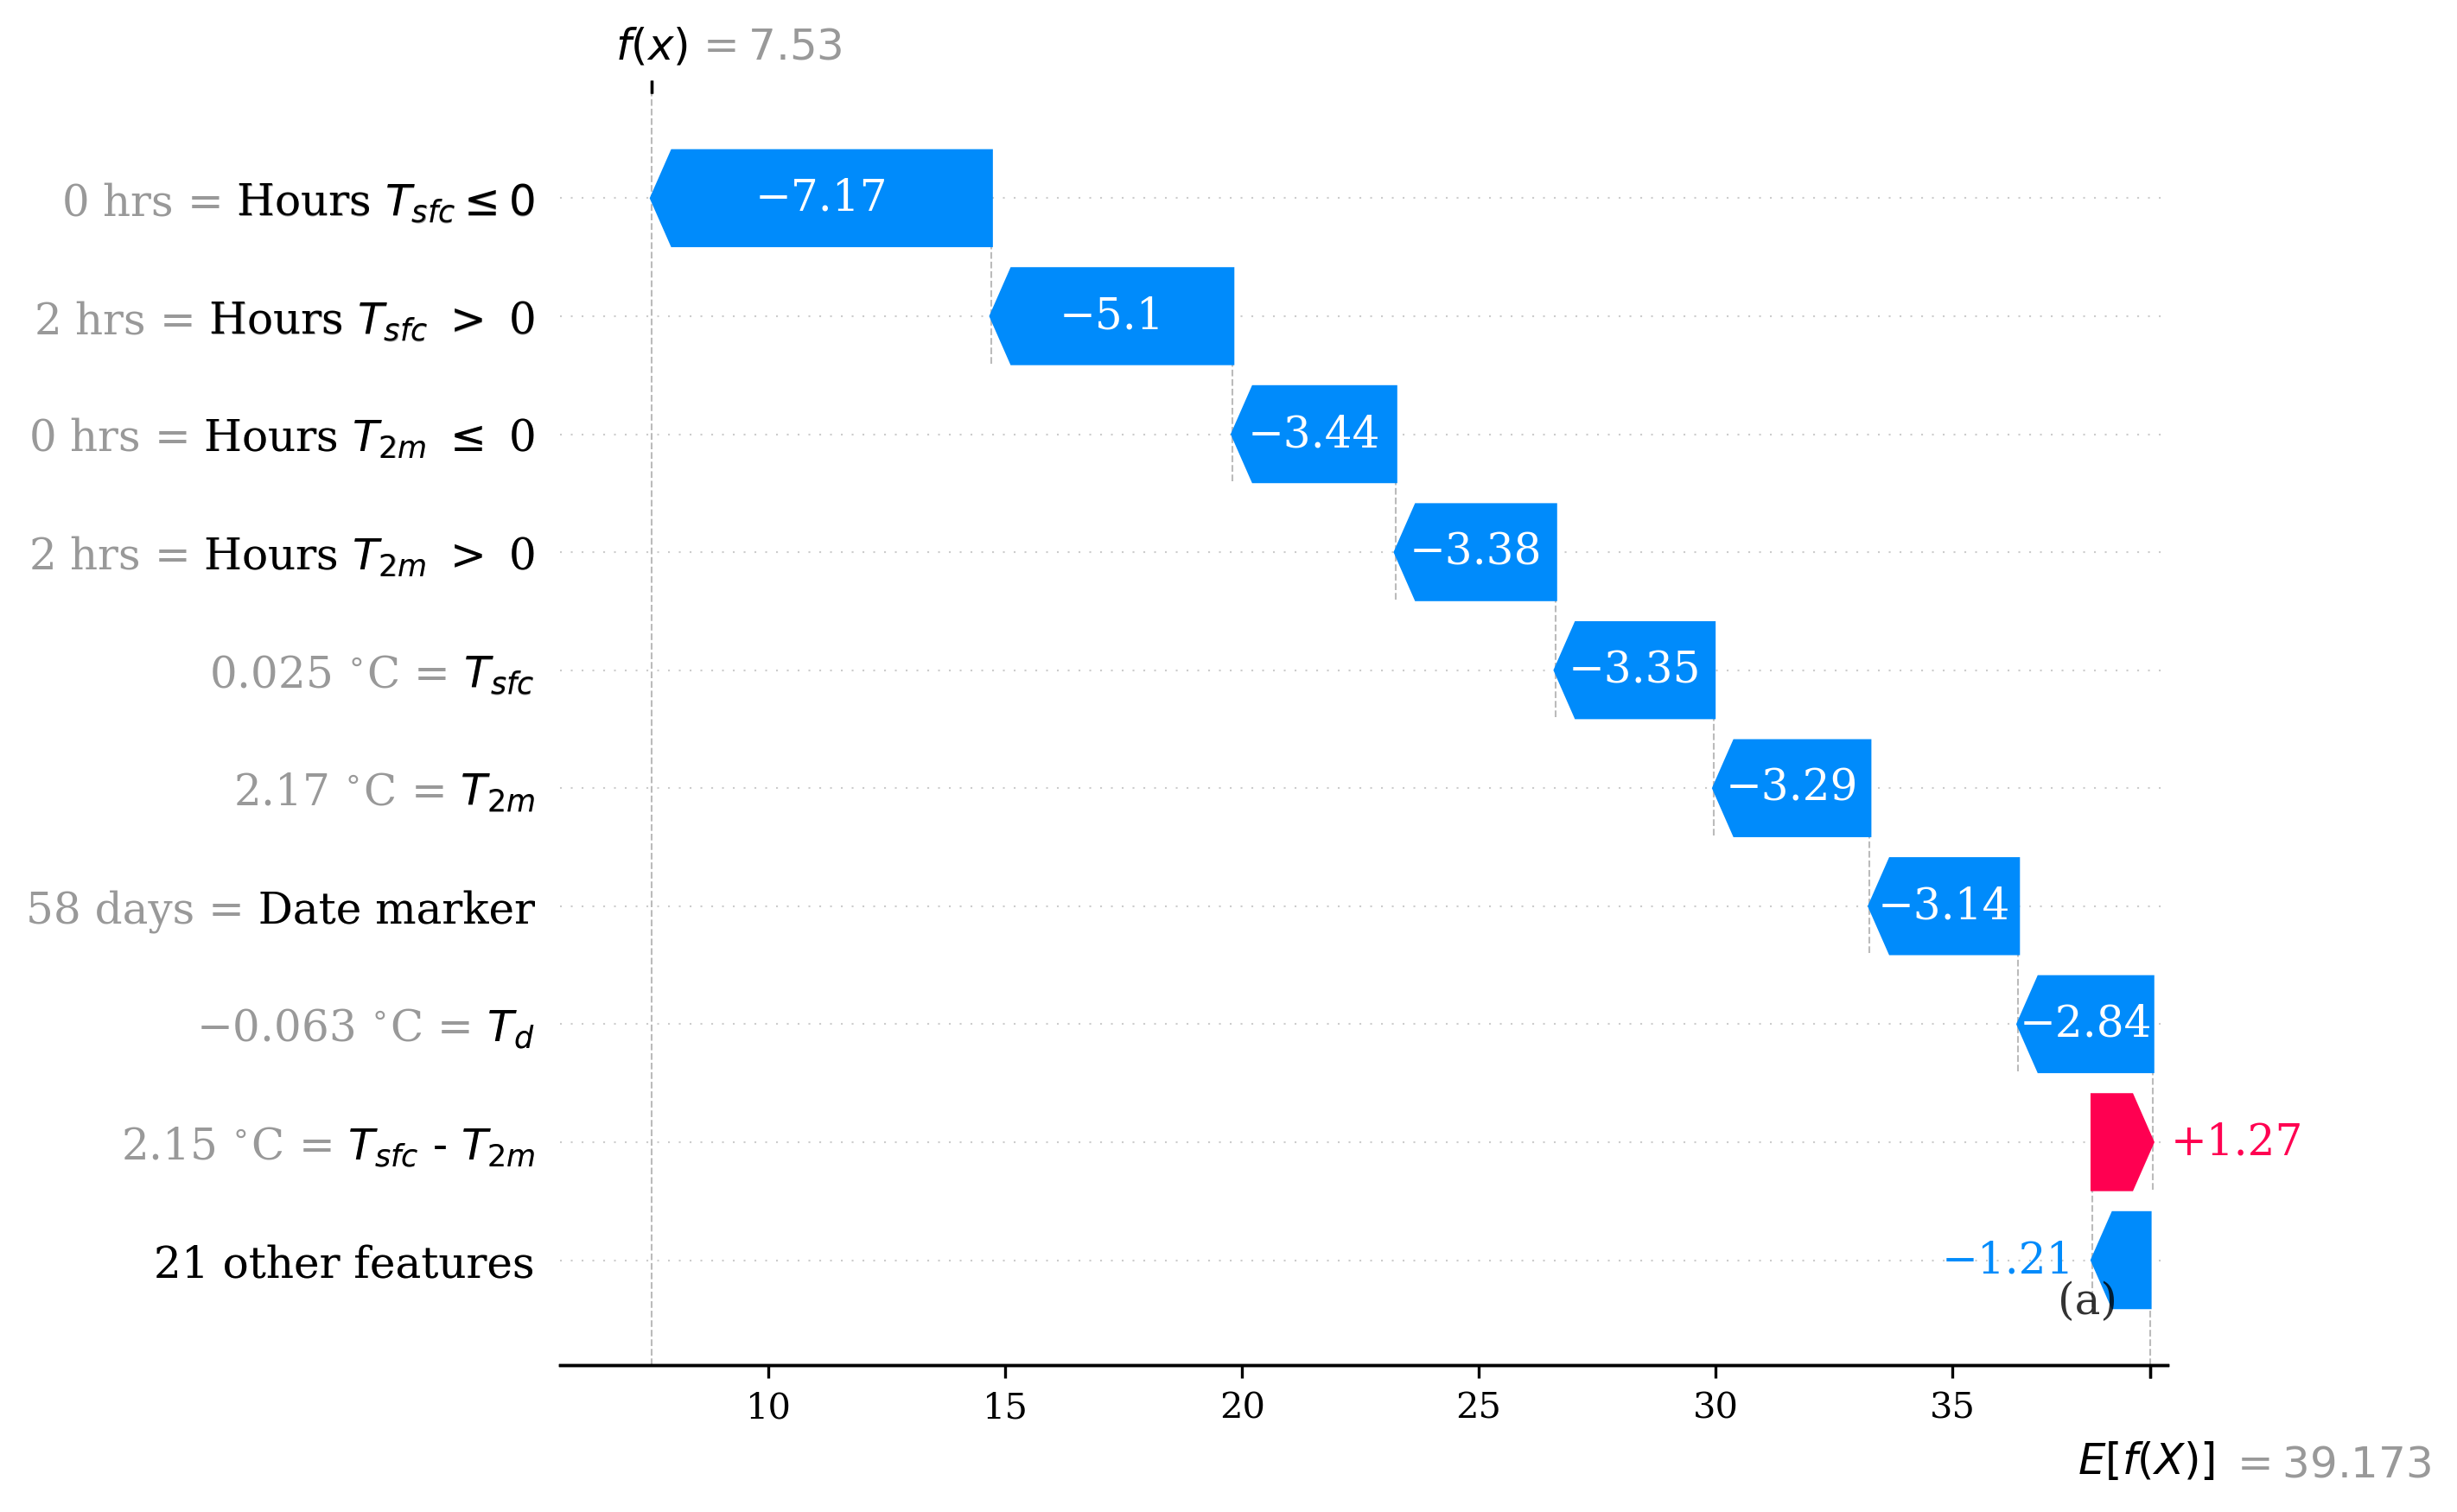 f(x) = 7.53
0 hrs = Hours T_sfc ≤ 0 −7.17
2 hrs = Hours T_sfc > 0 −5.1
0 hrs = Hours T_2m ≤ 0 −3.44
2 hrs = Hours T_2m > 0 −3.38
0.025 °C = T_sfc −3.35
2.17 °C = T_2m −3.29
58 days = Date marker −3.14
−0.063 °C = T_d −2.84
2.15 °C = T_sfc - T_2m +1.27
21 other features −1.21
(a)
10 15 20 25 30 35
E[f(X)] = 39.173